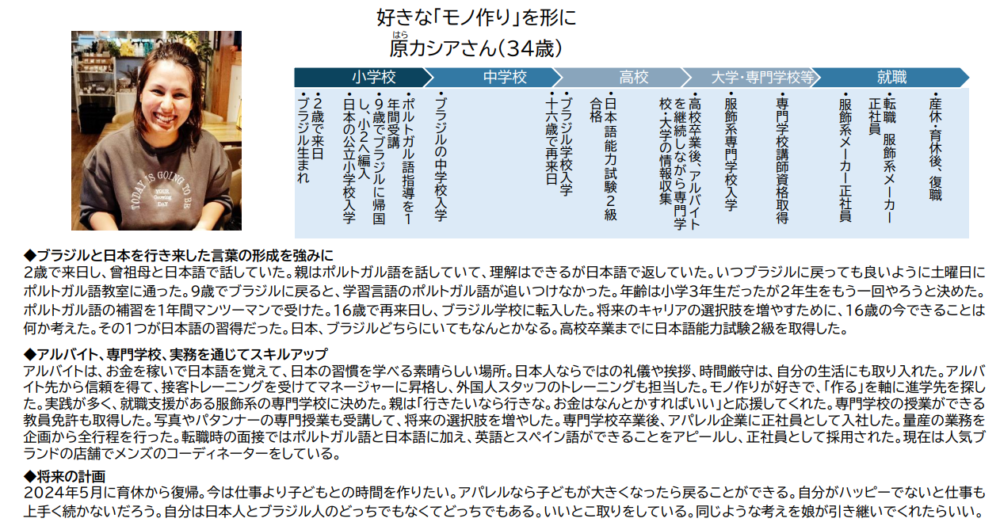 好きな「モノ作り」を形に
はら
原カシアさん(34歳)
小学校
中学校
高校
大学・専門学校等
就職
・ブラジル生まれ
・2歳で来日
・日本の公立小学校入学
・9歳でブラジルに帰国
し、小2へ編入
・ポルトガル語指導を1
年間受講
・ブラジルの中学校入学
・十六歳で再来日
・ブラジル学校入学
・日本語能力試験2級
合格
・高校卒業後、アルバイト
を継続しながら専門学
校・大学の情報収集
・服飾系専門学校入学
・専門学校講師資格取得
・服飾系メーカー正社員
・転職 服飾系メーカー
正社員
・産休・育休後、復職
TODAY IS GOING TO BE
YOUR
DAY
◆ブラジルと日本を行き来した言葉の形成を強みに
2歳で来日し、曾祖母と日本語で話していた。親はポルトガル語を話していて、理解はできるが日本語で返していた。いつブラジルに戻っても良いように土曜日に
ポルトガル語教室に通った。9歳でブラジルに戻ると、学習言語のポルトガル語が追いつけなかった。年齢は小学3年生だったが2年生をもう一回やろうと決めた。
ポルトガル語の補習を1年間マンツーマンで受けた。16歳で再来日し、ブラジル学校に転入した。将来のキャリアの選択肢を増やすために、16歳の今できることは
何か考えた。その1つが日本語の習得だった。日本、ブラジルどちらにいてもなんとかなる。高校卒業までに日本語能力試験2級を取得した。
◆アルバイト、専門学校、実務を通じてスキルアップ
アルバイトは、お金を稼いで日本語を覚えて、日本の習慣を学べる素晴らしい場所。日本人ならではの礼儀や挨拶、時間厳守は、自分の生活にも取り入れた。アルバ
イト先から信頼を得て、接客トレーニングを受けてマネージャーに昇格し、外国人スタッフのトレーニングも担当した。モノ作りが好きで、「作る」を軸に進学先を探し
た。実践が多く、就職支援がある服飾系の専門学校に決めた。親は「行きたいなら行きな。お金はなんとかすればいい」と応援してくれた。専門学校の授業ができる
教員免許も取得した。写真やパタンナーの専門授業も受講して、将来の選択肢を増やした。専門学校卒業後、アパレル企業に正社員として入社した。量産の業務を
企画から全行程を行った。転職時の面接ではポルトガル語と日本語に加え、英語とスペイン語ができることをアピールし、正社員として採用された。現在は人気ブ
ランドの店舗でメンズのコーディネーターをしている。
◆将来の計画
2024年5月に育休から復帰。今は仕事より子どもとの時間を作りたい。アパレルなら子どもが大きくなったら戻ることができる。自分がハッピーでないと仕事も
上手く続かないだろう。自分は日本人とブラジル人のどっちでもなくてどっちでもある。いいとこ取りをしている。同じような考えを娘が引き継いでくれたらいい。